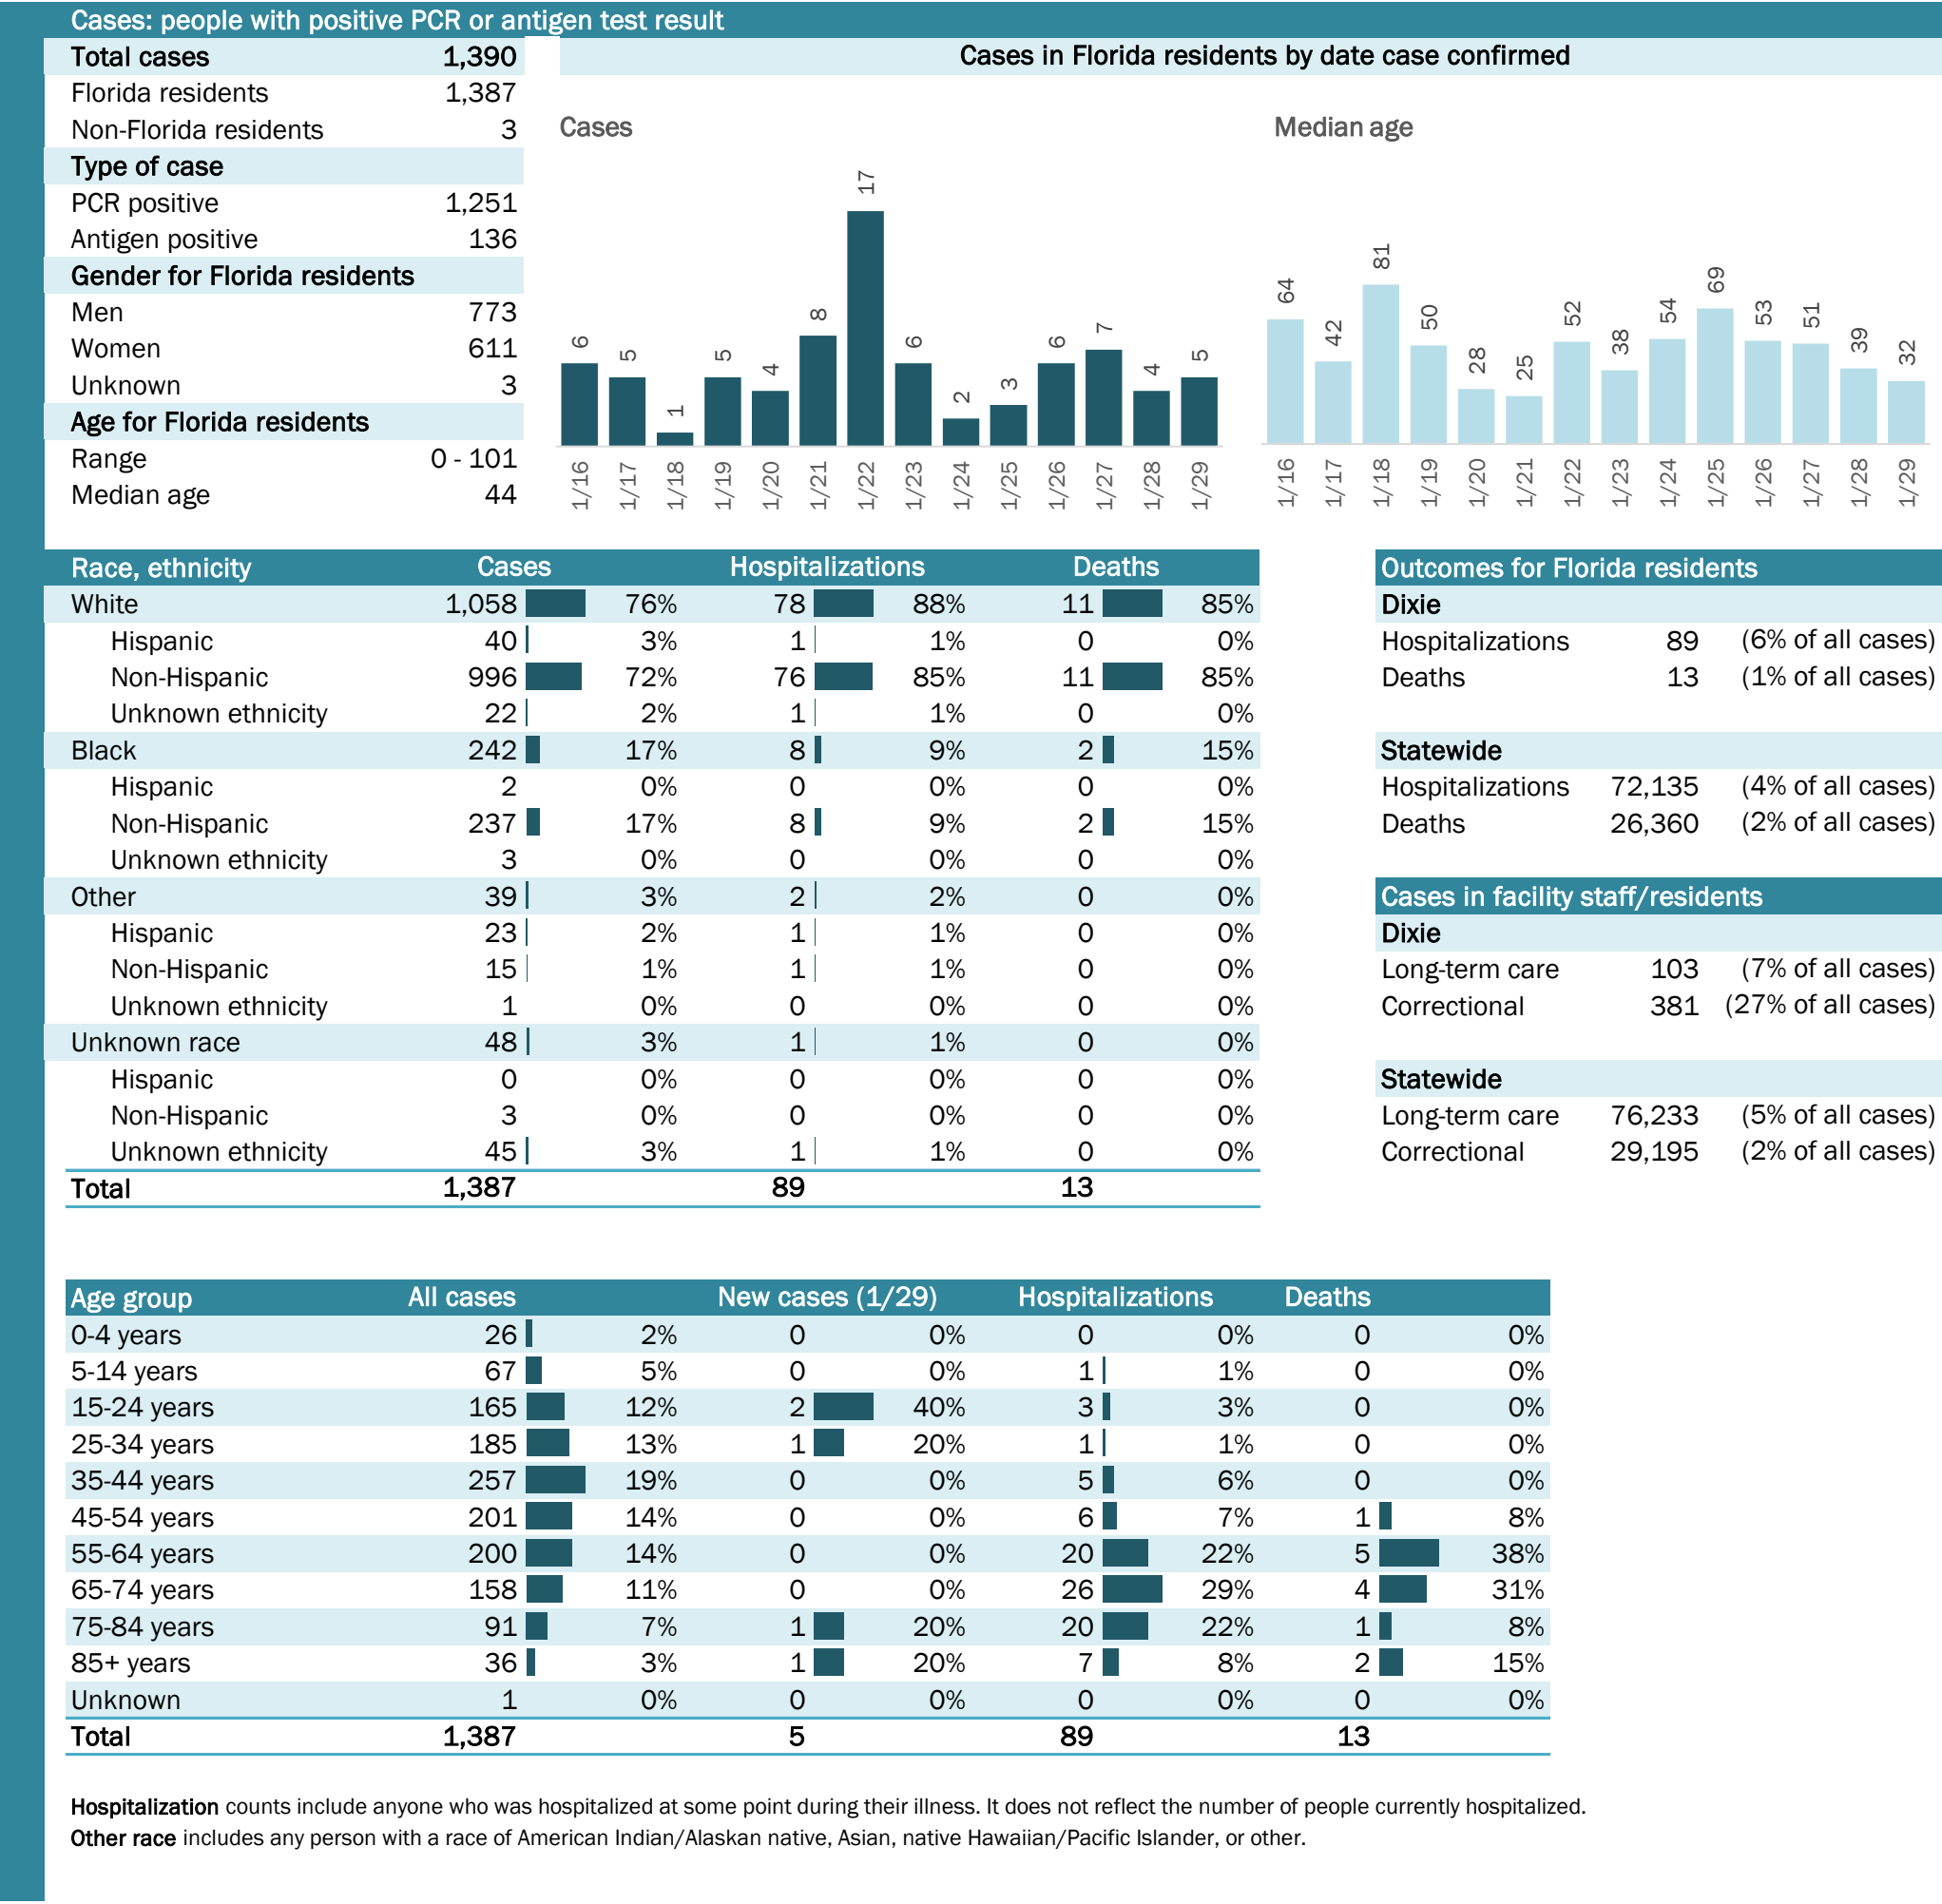 Cases: people with positive PCR or antigen test result
Total cases 1,390
Florida residents 1,387
Non-Florida residents 3
Type of case
PCR positive 1,251
Antigen positive 136
Gender for Florida residents
Men 773
Women 611
Unknown 3
Age for Florida residents
Range 0 - 101
Median age 44
Cases in Florida residents by date case confirmed
Cases
6 5 1 5 4 8 17 6 2 3 6 7 4 5
1/16 1/17 1/18 1/19 1/20 1/21 1/22 1/23 1/24 1/25 1/26 1/27 1/28 1/29
Median age
64 42 81 50 28 25 52 38 54 69 53 51 39 32
1/16 1/17 1/18 1/19 1/20 1/21 1/22 1/23 1/24 1/25 1/26 1/27 1/28 1/29
Race, ethnicity Cases Hospitalizations Deaths
White 1,058 76% 78 88% 11 85%
Hispanic 40 3% 1 1% 0 0%
Non-Hispanic 996 72% 76 85% 11 85%
Unknown ethnicity 22 2% 1 1% 0 0%
Black 242 17% 8 9% 2 15%
Hispanic 2 0% 0 0% 0 0%
Non-Hispanic 237 17% 8 9% 2 15%
Unknown ethnicity 3 0% 0 0% 0 0%
Other 39 3% 2 2% 0 0%
Hispanic 23 2% 1 1% 0 0%
Non-Hispanic 15 1% 1 1% 0 0%
Unknown ethnicity 1 0% 0 0% 0 0%
Unknown race 48 3% 1 1% 0 0%
Hispanic 0 0% 0 0% 0 0%
Non-Hispanic 3 0% 0 0% 0 0%
Unknown ethnicity 45 3% 1 1% 0 0%
Total 1,387 89 13
Outcomes for Florida residents
Dixie
Hospitalizations 89 (6% of all cases)
Deaths 13 (1% of all cases)
Statewide
Hospitalizations 72,135 (4% of all cases)
Deaths 26,360 (2% of all cases)
Cases in facility staff/residents
Dixie
Long-term care 103 (7% of all cases)
Correctional 381 (27% of all cases)
Statewide
Long-term care 76,233 (5% of all cases)
Correctional 29,195 (2% of all cases)
Age group All cases New cases (1/29) Hospitalizations Deaths
0-4 years 26 2% 0 0% 0 0% 0 0%
5-14 years 67 5% 0 0% 1 1% 0 0%
15-24 years 165 12% 2 40% 3 3% 0 0%
25-34 years 185 13% 1 20% 1 1% 0 0%
35-44 years 257 19% 0 0% 5 6% 0 0%
45-54 years 201 14% 0 0% 6 7% 1 8%
55-64 years 200 14% 0 0% 20 22% 5 38%
65-74 years 158 11% 0 0% 26 29% 4 31%
75-84 years 91 7% 1 20% 20 22% 1 8%
85+ years 36 3% 1 20% 7 8% 2 15%
Unknown 1 0% 0 0% 0 0% 0 0%
Total 1,387 5 89 13
Hospitalization counts include anyone who was hospitalized at some point during their illness. It does not reflect the number of people currently hospitalized.
Other race includes any person with a race of American Indian/Alaskan native, Asian, native Hawaiian/Pacific Islander, or other.